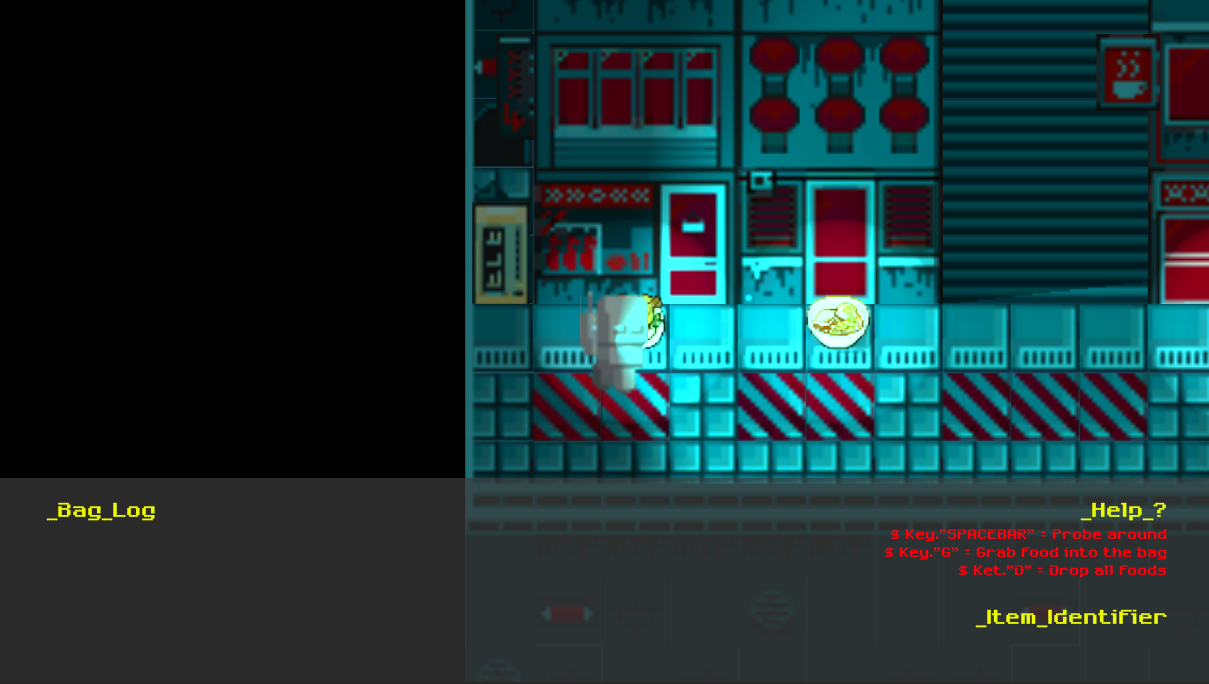 _Bag_Log
_Help_?
$ Key."SPACEBAR" = Probe around
$ Key."G" = Grab food into the bag
$ Ket."D" = Drop all foods
_Item_Identifier